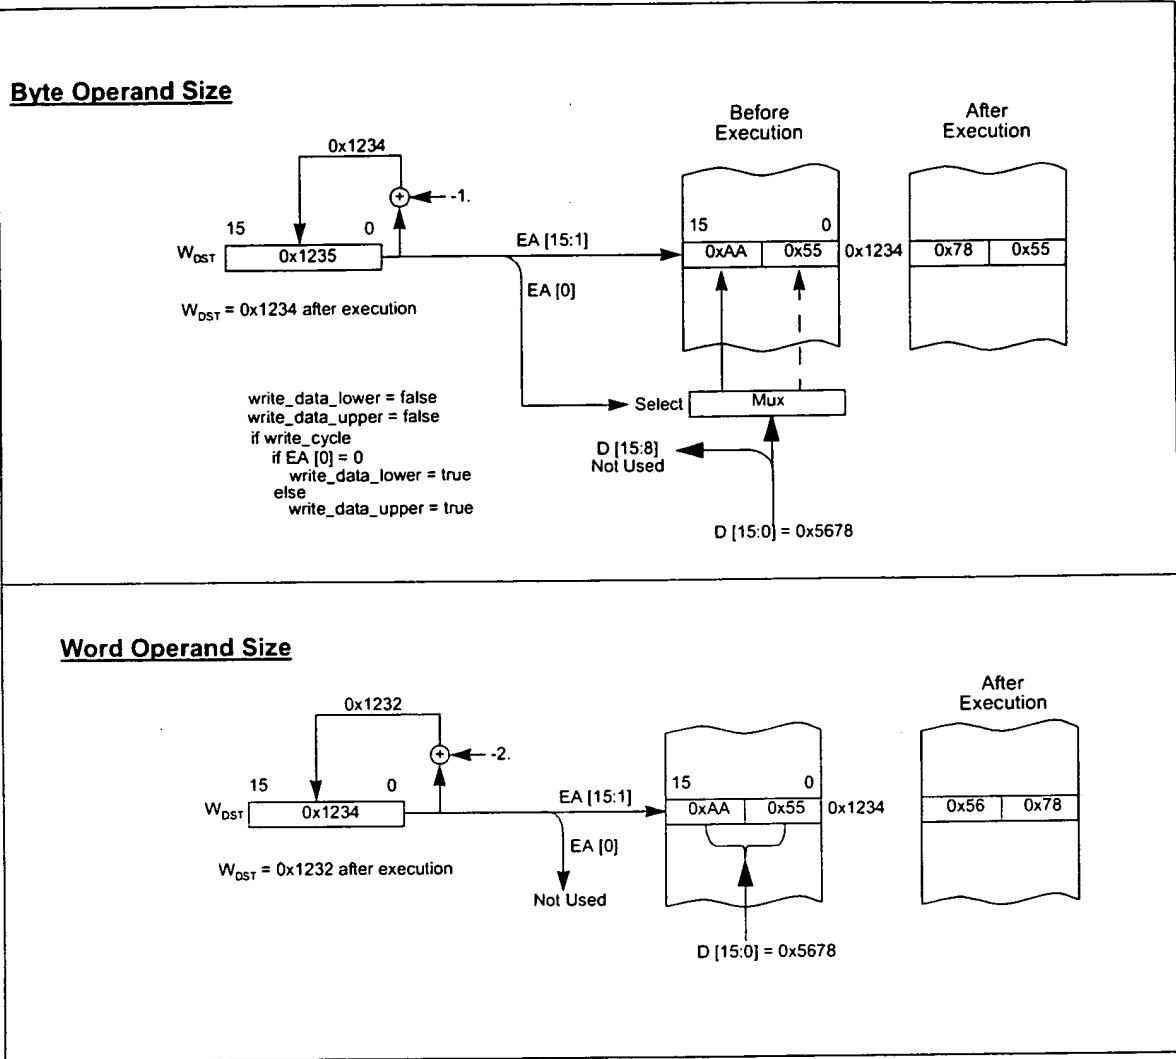 Byte Operand Size
Before
Execution
After
Execution
0x1234
-1.
15 0
W_DST 0x1235
EA [15:1]
15 0
0xAA 0x55 0x1234 0x78 0x55
EA [0]
W_DST = 0x1234 after execution
write_data_lower = false
write_data_upper = false
if write_cycle
if EA [0] = 0
write_data_lower = true
else
write_data_upper = true
Select Mux
D [15:8]
Not Used
D [15:0] = 0x5678
Word Operand Size
After
Execution
0x1232
+
-2.
15 0
W_DST 0x1234
EA [15:1]
15 0
0xAA 0x55 0x1234 0x56 0x78
EA [0]
W_DST = 0x1232 after execution
Not Used
D [15:0] = 0x5678